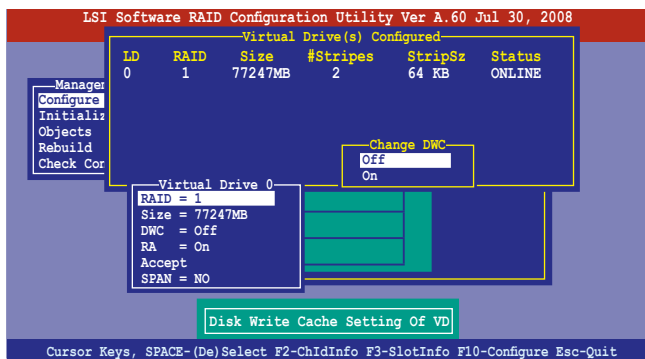 LSI Software RAID Configuration Utility Ver A.60 Jul 30, 2008
Virtual Drive(s) Configured
LD RAID Size #Stripes StripSz Status
0 1 77247MB 2 64 KB ONLINE
Manager
Configure
Initializ
Objects
Rebuild
Check Con
Change DWC
Off
On
Virtual Drive 0
RAID = 1
Size = 77247MB
DWC = Off
RA = On
Accept
SPAN = NO
Disk Write Cache Setting Of VD
Cursor Keys, SPACE-(De)Select F2-ChIdInfo F3-SlotInfo F10-Configure Esc-Quit